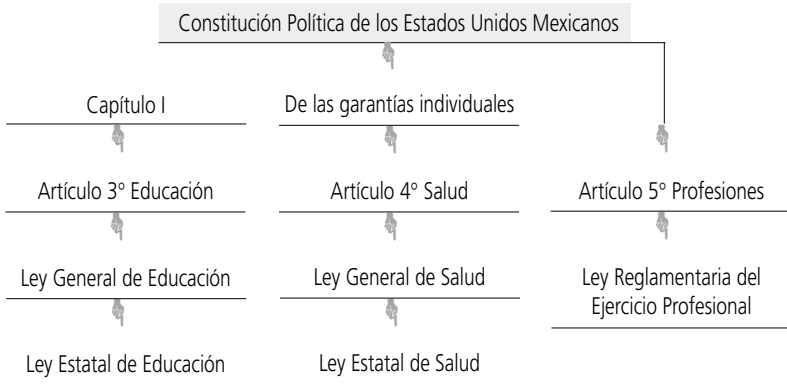 Constitución Política de los Estados Unidos Mexicanos
Capítulo I
De las garantías individuales
Artículo 3° Educación
Artículo 4° Salud
Artículo 5° Profesiones
Ley General de Educación
Ley General de Salud
Ley Reglamentaria del
Ejercicio Profesional
Ley Estatal de Educación
Ley Estatal de Salud